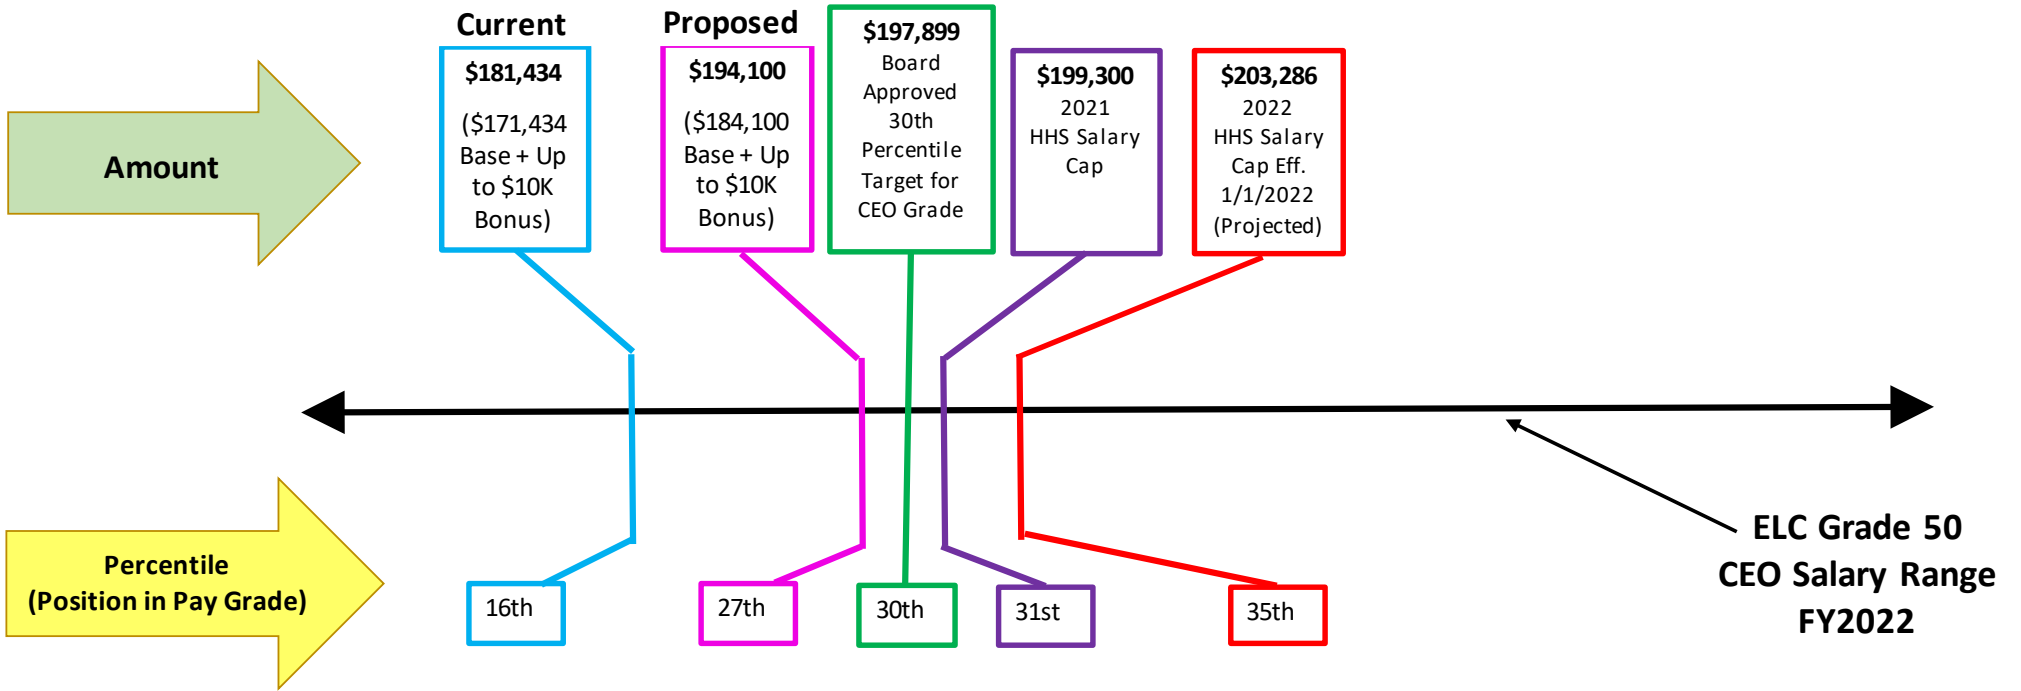 Current
$181,434
($171,434
Base + Up
to $10K
Bonus)
Proposed
$194,100
($184,100
Base + Up
to $10K
Bonus)
$197,899
Board
Approved
30th
Percentile
Target for
CEO Grade
$199,300
2021
HHS Salary
Cap
$203,286
2022
HHS Salary
Cap Eff.
1/1/2022
(Projected)
Amount
Percentile
(Position in Pay Grade)
16th
27th
30th
31st
35th
ELC Grade 50
CEO Salary Range
FY2022